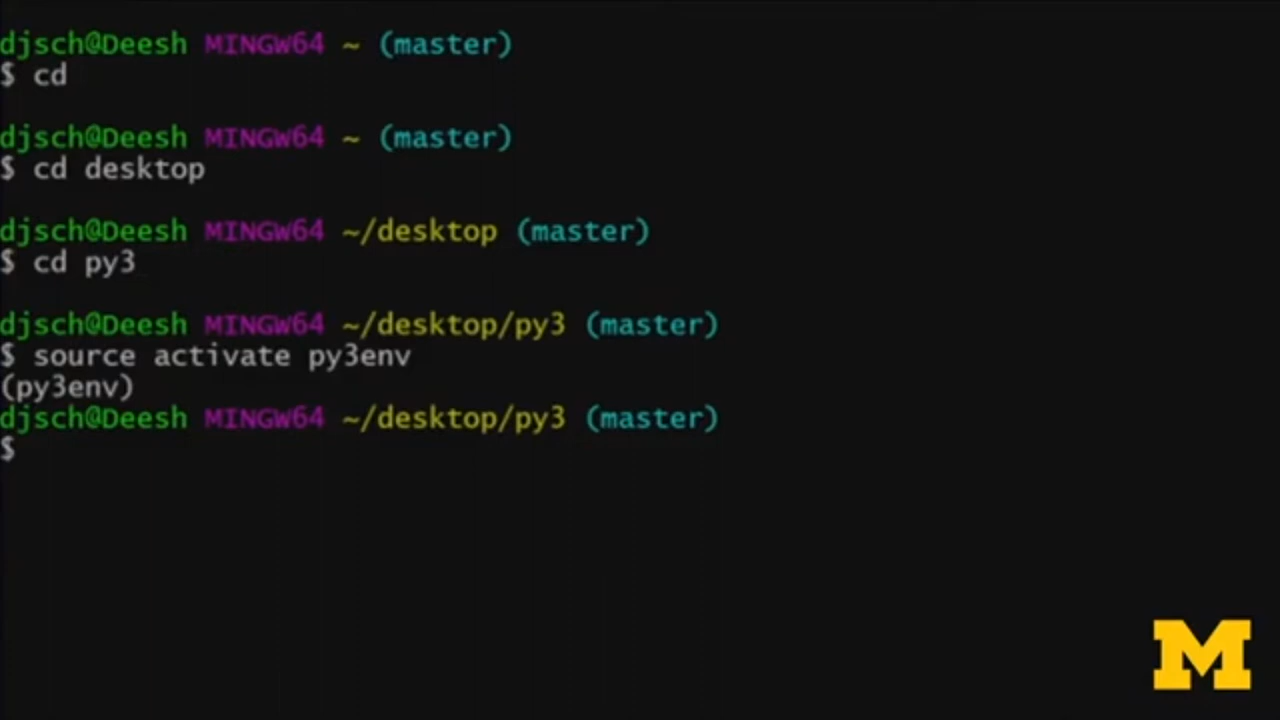 djsch@Deesh MINGW64 ~ (master)
$ cd
djsch@Deesh MINGW64 ~ (master)
$ cd desktop
djsch@Deesh MINGW64 ~/desktop (master)
$ cd py3
djsch@Deesh MINGW64 ~/desktop/py3 (master)
$ source activate py3env
(py3env)
djsch@Deesh MINGW64 ~/desktop/py3 (master)
$
M